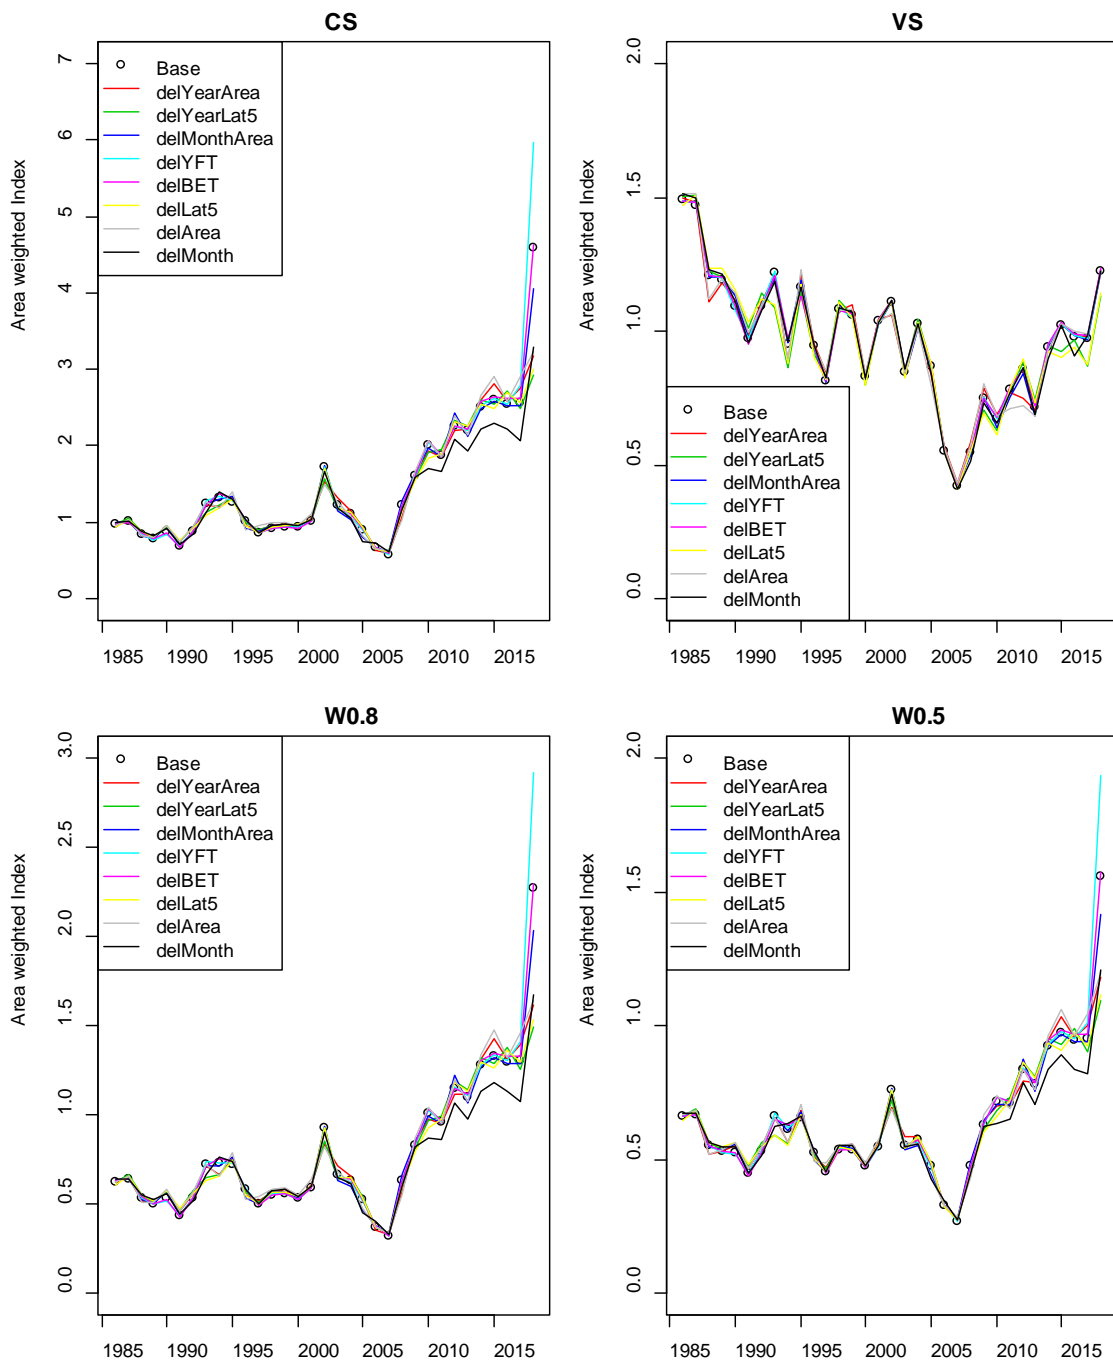 CS
Area weighted Index
7
6
5
4
3
2
1
0
Base
delYearArea
delYearLat5
delMonthArea
delYFT
delBET
delLat5
delArea
delMonth
1985 1990 1995 2000 2005 2010 2015
VS
Area weighted Index
2.0
1.5
1.0
0.5
0.0
Base
delYearArea
delYearLat5
delMonthArea
delYFT
delBET
delLat5
delArea
delMonth
1985 1990 1995 2000 2005 2010 2015
W0.8
Area weighted Index
3.0
2.5
2.0
1.5
1.0
0.5
0.0
Base
delYearArea
delYearLat5
delMonthArea
delYFT
delBET
delLat5
delArea
delMonth
1985 1990 1995 2000 2005 2010 2015
W0.5
Area weighted Index
2.0
1.5
1.0
0.5
0.0
Base
delYearArea
delYearLat5
delMonthArea
delYFT
delBET
delLat5
delArea
delMonth
1985 1990 1995 2000 2005 2010 2015